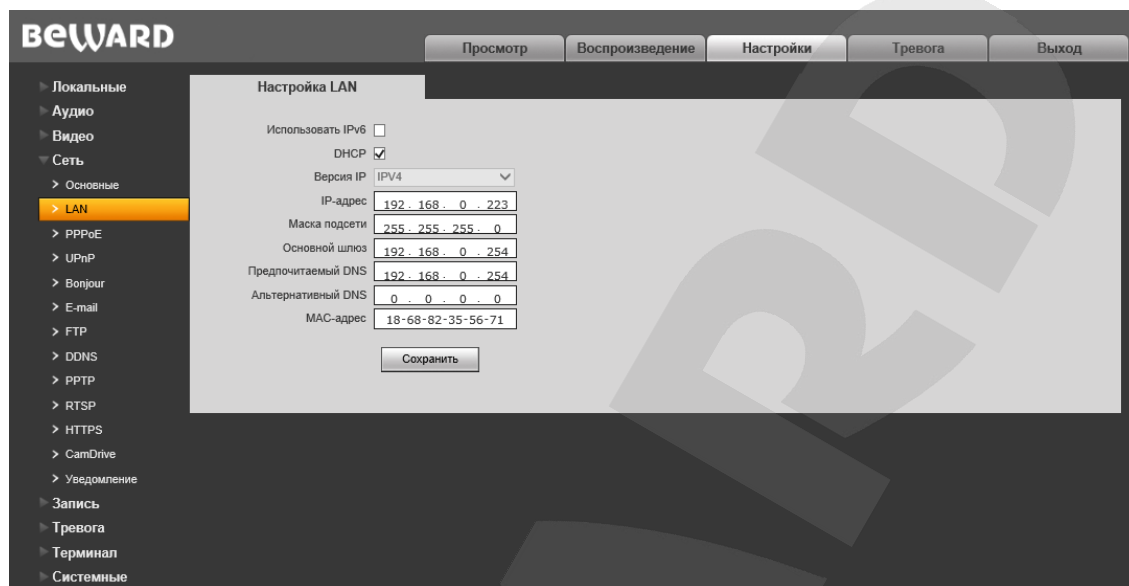 BEWARD
Просмотр Воспроизведение Настройки Тревога Выход
Локальные
Аудио
Видео
Сеть
Основные
LAN
PPPoE
UPnP
Bonjour
E-mail
FTP
DDNS
PPTP
RTSP
HTTPS
CamDrive
Уведомление
Запись
Тревога
Терминал
Системные
Настройка LAN
Использовать IPv6
DHCP
Версия IP IPV4
IP-адрес 192 . 168 . 0 . 223
Маска подсети 255 . 255 . 255 . 0
Основной шлюз 192 . 168 . 0 . 254
Предпочитаемый DNS 192 . 168 . 0 . 254
Альтернативный DNS 0 . 0 . 0 . 0
MAC-адрес 18-68-82-35-56-71
Сохранить